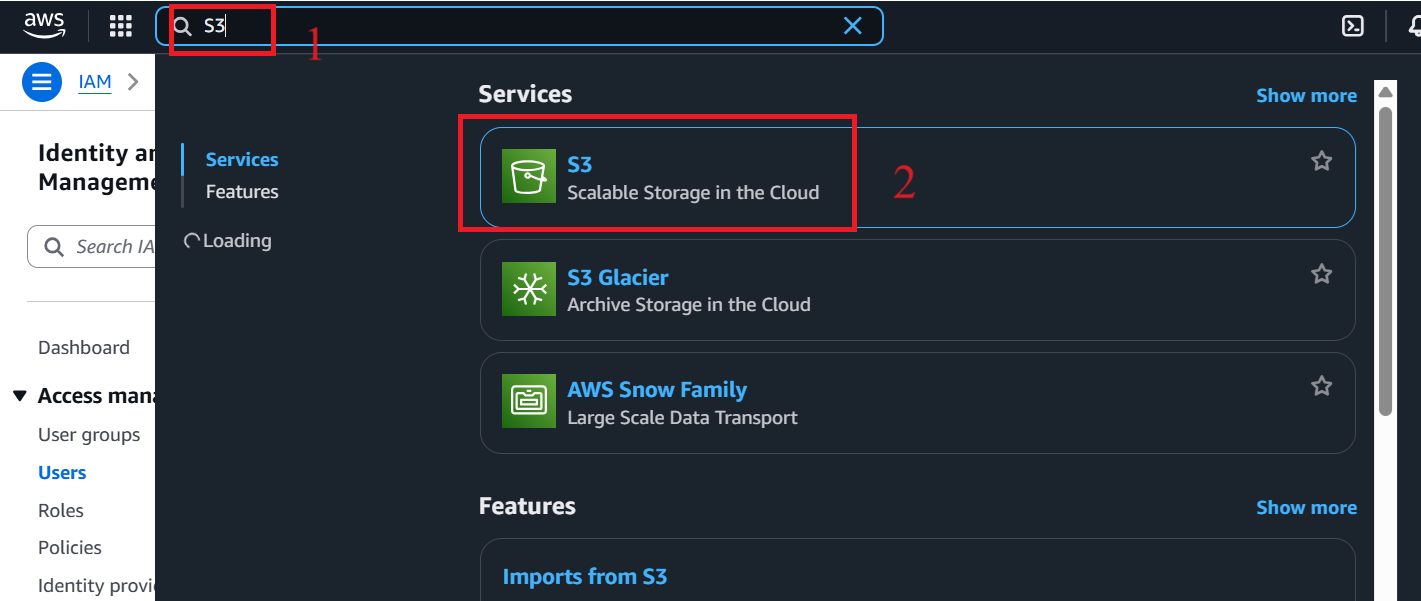 aws
S3
1
IAM
Identity an
Manageme
Search IA
Dashboard
Access mana
User groups
Users
Roles
Policies
Identity provi
Services
Features
Loading
Services
Show more
S3
Scalable Storage in the Cloud
2
S3 Glacier
Archive Storage in the Cloud
AWS Snow Family
Large Scale Data Transport
Features
Show more
Imports from S3